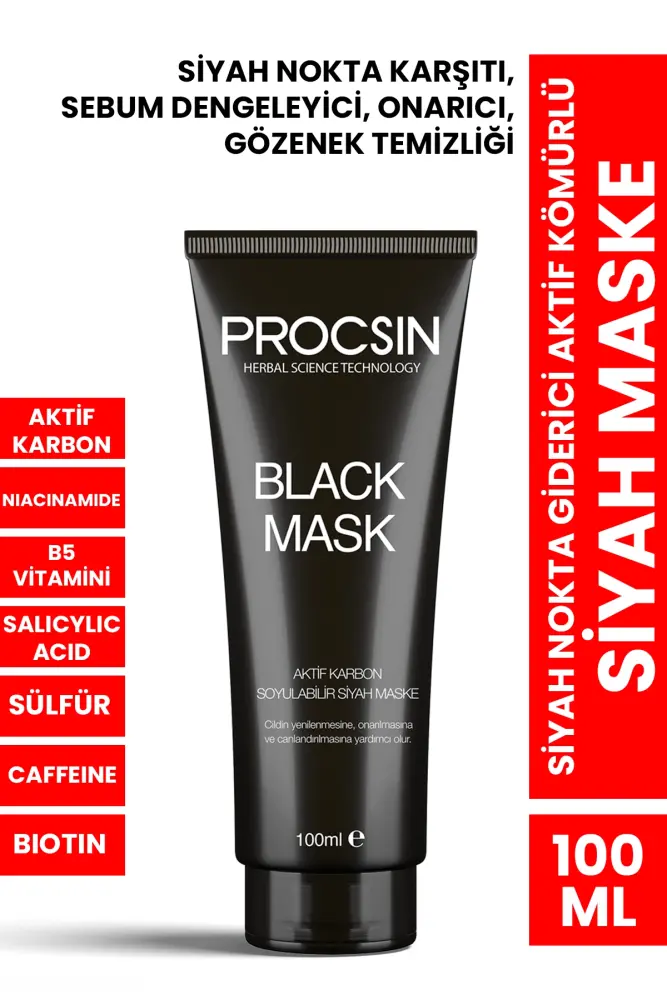 SİYAH NOKTA KARŞITI,
SEBUM DENGELEYİCİ, ONARICI,
GÖZENEK TEMİZLİĞİ
SİYAH NOKTA GİDERİCİ AKTİF KÖMÜRLÜ
SİYAH MASKE
PROCSIN
HERBAL SCIENCE TECHNOLOGY
BLACK
MASK
AKTİF KARBON
SOYULABİLİR SİYAH MASKE
Cildin yenilenmesine, onarılmasına
ve canlandırılmasına yardımcı olur.
100ml e
AKTİF
KARBON
NIACINAMIDE
B5
VİTAMİNİ
SALICYLIC
ACID
SÜLFÜR
CAFFEINE
BIOTIN
100
ML